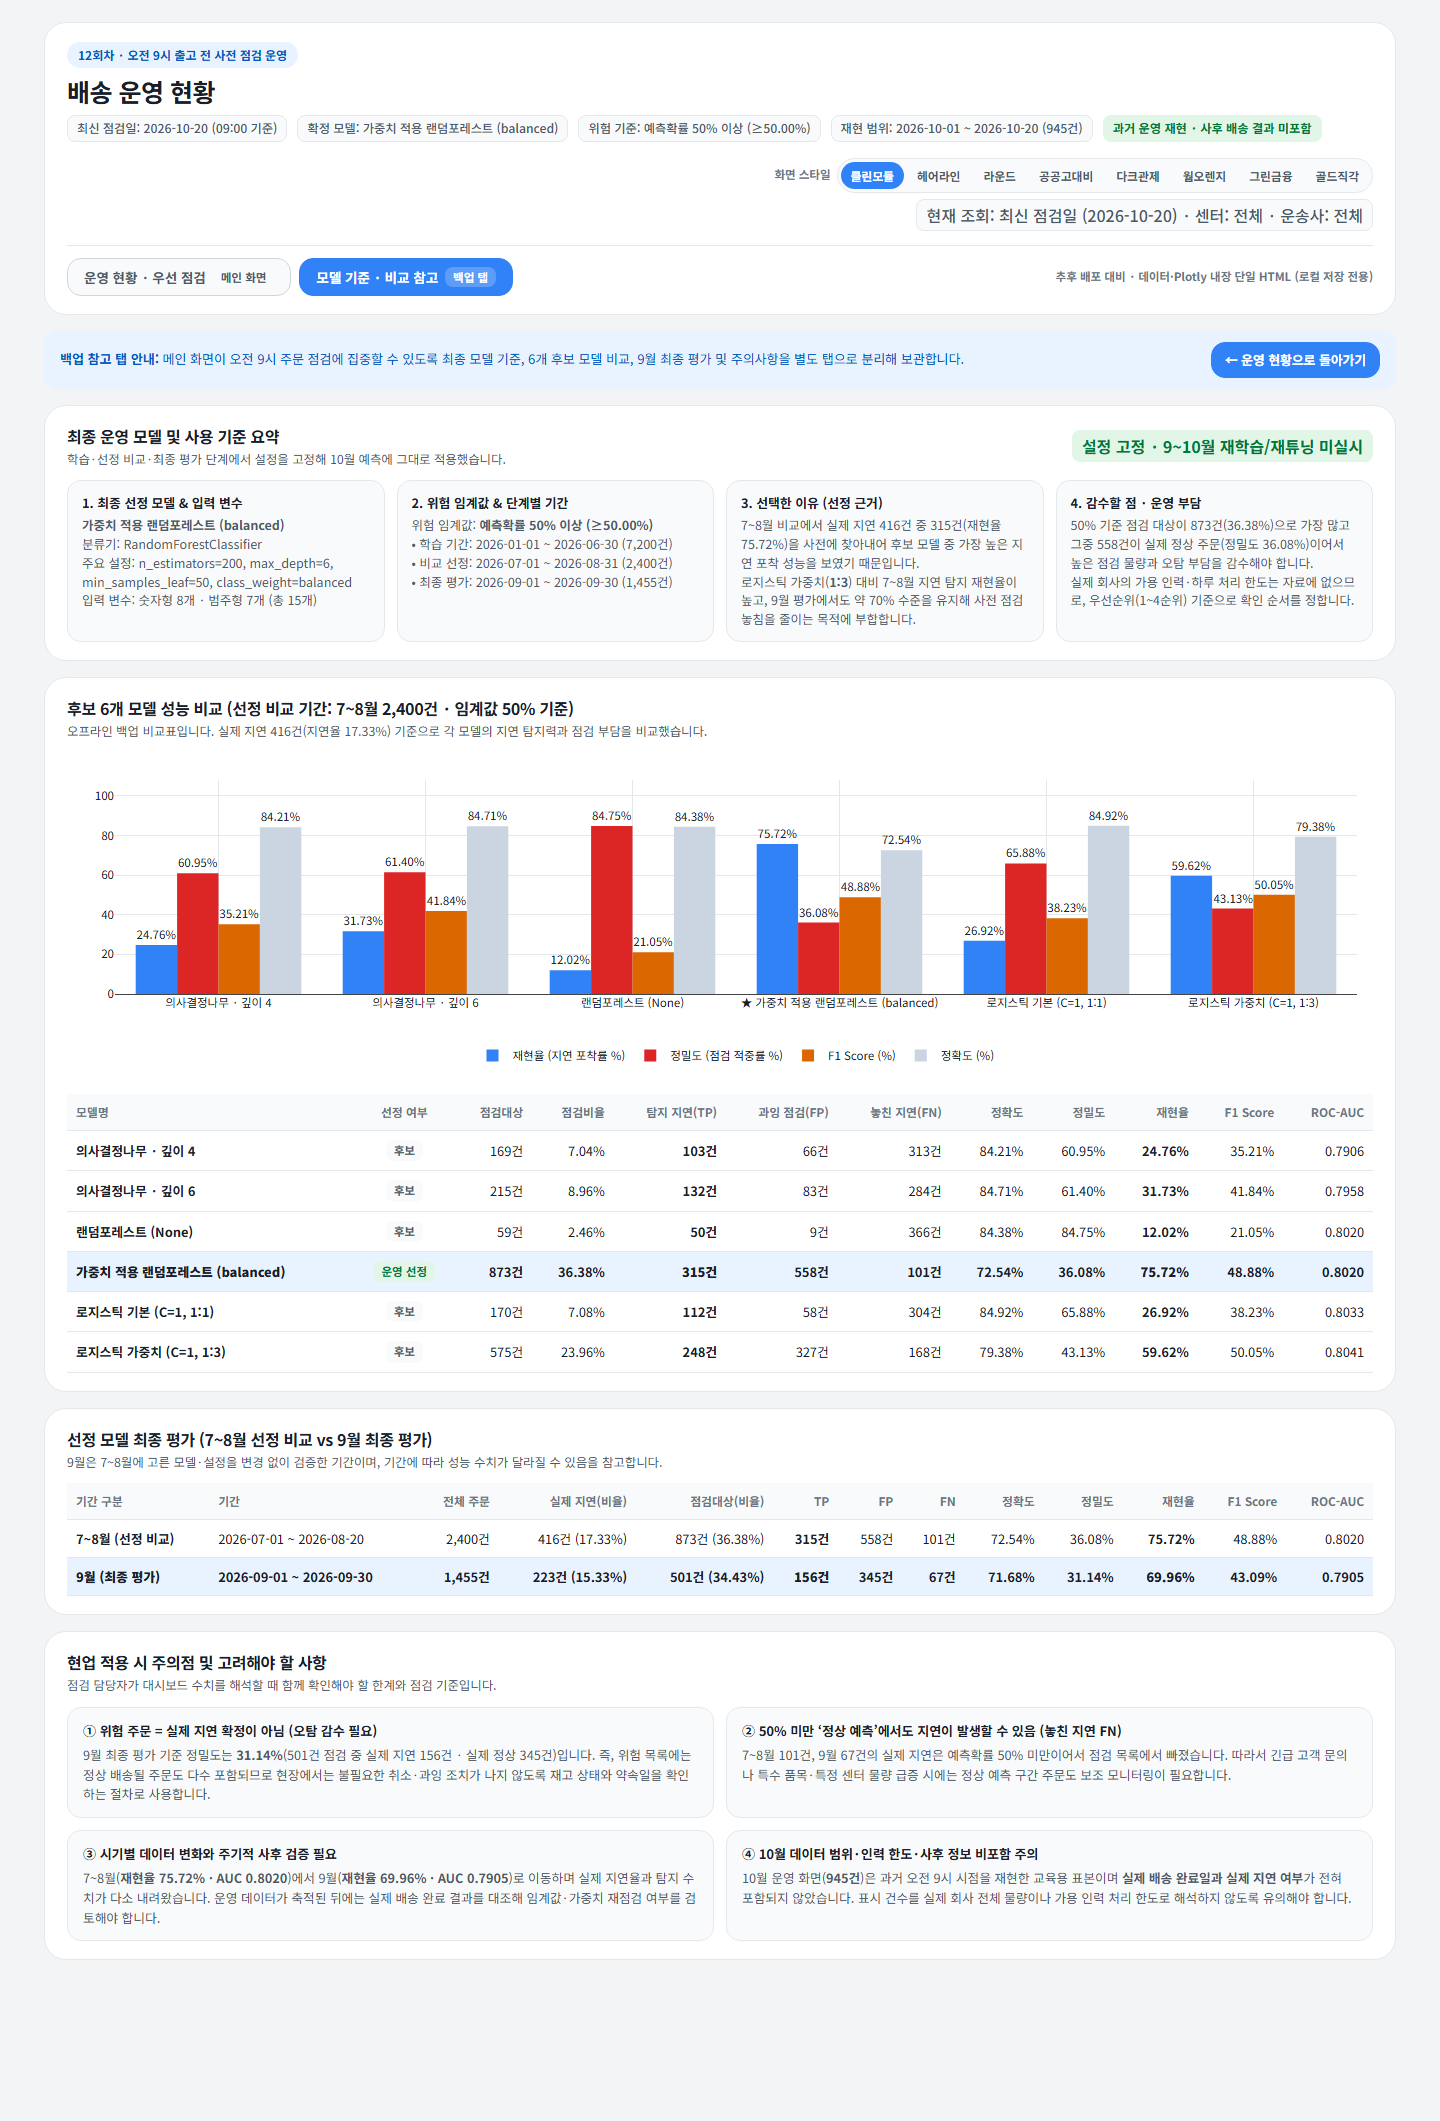 12회차 · 오전 9시 출고 전 사전 점검 운영
배송 운영 현황
최신 점검일: 2026-10-20 (09:00 기준)
확정 모델: 가중치 적용 랜덤포레스트 (balanced)
위험 기준: 예측확률 50% 이상 (≥50.00%)
재현 범위: 2026-10-01 ~ 2026-10-20 (945건)
과거 운영 재현 · 사후 배송 결과 미포함
화면 스타일 클린모듈 헤어라인 라운드 공공고대비 다크관제 웜오렌지 그린금융 골드직각
현재 조회: 최신 점검일 (2026-10-20) · 센터: 전체 · 운송사: 전체
운영 현황 · 우선 점검 메인 화면
모델 기준 · 비교 참고 백업 탭
추후 배포 대비 · 데이터·Plotly 내장 단일 HTML (로컬 저장 전용)
백업 참고 탭 안내: 메인 화면이 오전 9시 주문 점검에 집중할 수 있도록 최종 모델 기준, 6개 후보 모델 비교, 9월 최종 평가 및 주의사항을 별도 탭으로 분리해 보관합니다.
← 운영 현황으로 돌아가기
최종 운영 모델 및 사용 기준 요약
학습·선정 비교·최종 평가 단계에서 설정을 고정해 10월 예측에 그대로 적용했습니다.
설정 고정 · 9~10월 재학습/재튜닝 미실시
1. 최종 선정 모델 & 입력 변수
가중치 적용 랜덤포레스트 (balanced)
분류기: RandomForestClassifier
주요 설정: n_estimators=200, max_depth=6,
min_samples_leaf=50, class_weight=balanced
입력 변수: 숫자형 8개 · 범주형 7개 (총 15개)
2. 위험 임계값 & 단계별 기간
위험 임계값: 예측확률 50% 이상 (≥50.00%)
• 학습 기간: 2026-01-01 ~ 2026-06-30 (7,200건)
• 비교 선정: 2026-07-01 ~ 2026-08-31 (2,400건)
• 최종 평가: 2026-09-01 ~ 2026-09-30 (1,455건)
3. 선택한 이유 (선정 근거)
7~8월 비교에서 실제 지연 416건 중 315건(재현율
75.72%)을 사전에 찾아내어 후보 모델 중 가장 높은 지
연 포착 성능을 보였기 때문입니다.
로지스틱 가중치(1:3) 대비 7~8월 지연 탐지 재현율이
높고, 9월 평가에서도 약 70% 수준을 유지해 사전 점검
놓침을 줄이는 목적에 부합합니다.
4. 감수할 점 · 운영 부담
50% 기준 점검 대상이 873건(36.38%)으로 가장 많고
그중 558건이 실제 정상 주문(정밀도 36.08%)이어서
높은 점검 물량과 오탐 부담을 감수해야 합니다.
실제 회사의 가용 인력·하루 처리 한도는 자료에 없으므
로, 우선순위(1~4순위) 기준으로 확인 순서를 정합니다.
후보 6개 모델 성능 비교 (선정 비교 기간: 7~8월 2,400건 · 임계값 50% 기준)
오프라인 백업 비교표입니다. 실제 지연 416건(지연율 17.33%) 기준으로 각 모델의 지연 탐지력과 점검 부담을 비교했습니다.
100
80
60
40
20
0
24.76% 60.95% 35.21% 84.21%
31.73% 61.40% 41.84% 84.71%
12.02% 84.75% 21.05% 84.38%
75.72% 36.08% 48.88% 72.54%
26.92% 65.88% 38.23% 84.92%
59.62% 43.13% 50.05% 79.38%
의사결정나무 · 깊이 4 의사결정나무 · 깊이 6 랜덤포레스트 (None) ★ 가중치 적용 랜덤포레스트 (balanced) 로지스틱 기본 (C=1, 1:1) 로지스틱 가중치 (C=1, 1:3)
재현율 (지연 포착률 %) 정밀도 (점검 적중률 %) F1 Score (%) 정확도 (%)
모델명 선정 여부 점검대상 점검비율 탐지 지연(TP) 과잉 점검(FP) 놓친 지연(FN) 정확도 정밀도 재현율 F1 Score ROC-AUC
의사결정나무 · 깊이 4 후보 169건 7.04% 103건 66건 313건 84.21% 60.95% 24.76% 35.21% 0.7906
의사결정나무 · 깊이 6 후보 215건 8.96% 132건 83건 284건 84.71% 61.40% 31.73% 41.84% 0.7958
랜덤포레스트 (None) 후보 59건 2.46% 50건 9건 366건 84.38% 84.75% 12.02% 21.05% 0.8020
가중치 적용 랜덤포레스트 (balanced) 운영 선정 873건 36.38% 315건 558건 101건 72.54% 36.08% 75.72% 48.88% 0.8020
로지스틱 기본 (C=1, 1:1) 후보 170건 7.08% 112건 58건 304건 84.92% 65.88% 26.92% 38.23% 0.8033
로지스틱 가중치 (C=1, 1:3) 후보 575건 23.96% 248건 327건 168건 79.38% 43.13% 59.62% 50.05% 0.8041
선정 모델 최종 평가 (7~8월 선정 비교 vs 9월 최종 평가)
9월은 7~8월에 고른 모델·설정을 변경 없이 검증한 기간이며, 기간에 따라 성능 수치가 달라질 수 있음을 참고합니다.
기간 구분 기간 전체 주문 실제 지연(비율) 점검대상(비율) TP FP FN 정확도 정밀도 재현율 F1 Score ROC-AUC
7~8월 (선정 비교) 2026-07-01 ~ 2026-08-20 2,400건 416건 (17.33%) 873건 (36.38%) 315건 558건 101건 72.54% 36.08% 75.72% 48.88% 0.8020
9월 (최종 평가) 2026-09-01 ~ 2026-09-30 1,455건 223건 (15.33%) 501건 (34.43%) 156건 345건 67건 71.68% 31.14% 69.96% 43.09% 0.7905
현업 적용 시 주의점 및 고려해야 할 사항
점검 담당자가 대시보드 수치를 해석할 때 함께 확인해야 할 한계와 점검 기준입니다.
① 위험 주문 = 실제 지연 확정이 아님 (오탐 감수 필요)
9월 최종 평가 기준 정밀도는 31.14%(501건 점검 중 실제 지연 156건 · 실제 정상 345건)입니다. 즉, 위험 목록에는
정상 배송될 주문도 다수 포함되므로 현장에서는 불필요한 취소·과잉 조치가 나지 않도록 재고 상태와 약속일을 확인
하는 절차로 사용합니다.
② 50% 미만 ‘정상 예측’에서도 지연이 발생할 수 있음 (놓친 지연 FN)
7~8월 101건, 9월 67건의 실제 지연은 예측확률 50% 미만이어서 점검 목록에서 빠졌습니다. 따라서 긴급 고객 문의
나 특수 품목·특정 센터 물량 급증 시에는 정상 예측 구간 주문도 보조 모니터링이 필요합니다.
③ 시기별 데이터 변화와 주기적 사후 검증 필요
7~8월(재현율 75.72% · AUC 0.8020)에서 9월(재현율 69.96% · AUC 0.7905)로 이동하며 실제 지연율과 탐지 수
치가 다소 내려왔습니다. 운영 데이터가 축적된 뒤에는 실제 배송 완료 결과를 대조해 임계값·가중치 재점검 여부를 검
토해야 합니다.
④ 10월 데이터 범위·인력 한도·사후 정보 비포함 주의
10월 운영 화면(945건)은 과거 오전 9시 시점을 재현한 교육용 표본이며 실제 배송 완료일과 실제 지연 여부가 전혀
포함되지 않았습니다. 표시 건수를 실제 회사 전체 물량이나 가용 인력 처리 한도로 해석하지 않도록 유의해야 합니다.